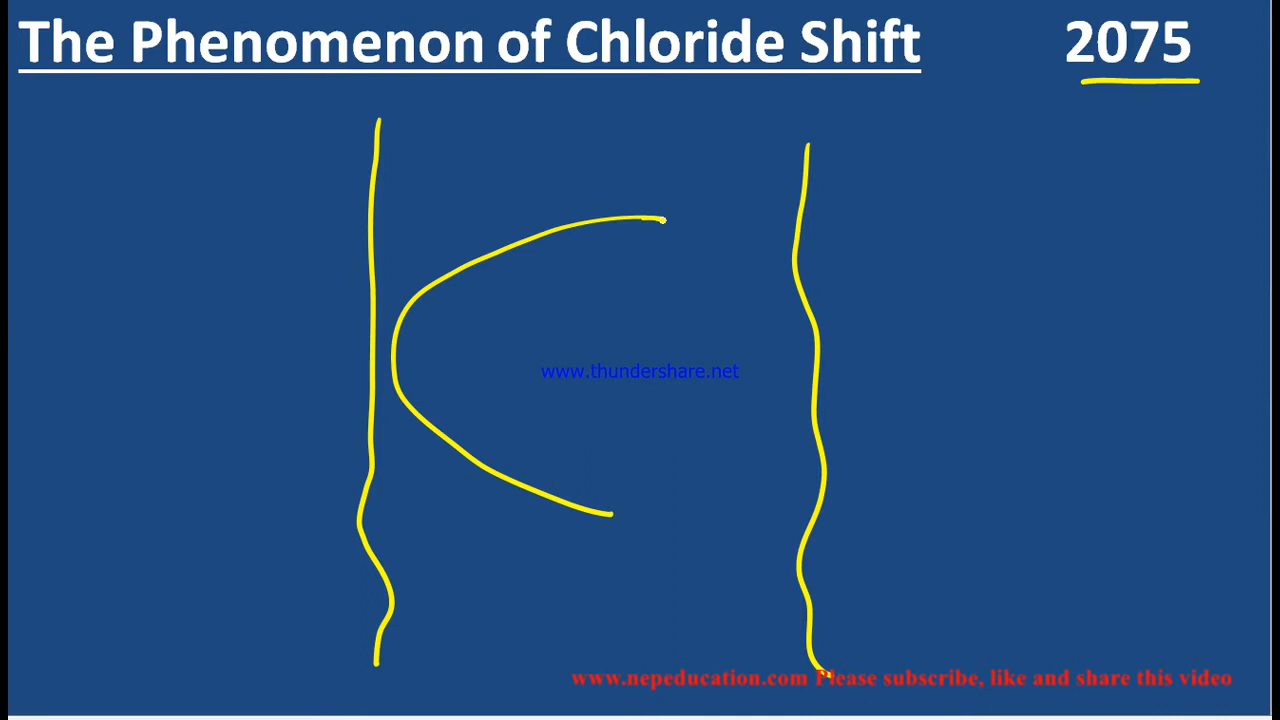 The Phenomenon of Chloride Shift 2075
www.thundershare.net
www.nepeducation.com Please subscribe, like and share this video